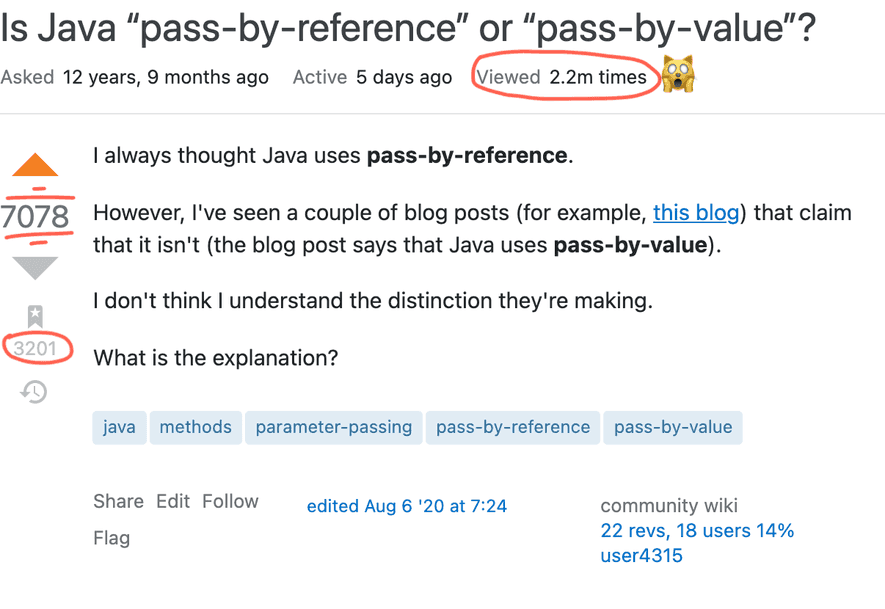 Is Java “pass-by-reference” or “pass-by-value”?
Asked 12 years, 9 months ago Active 5 days ago Viewed 2.2m times
I always thought Java uses pass-by-reference.
7078
However, I've seen a couple of blog posts (for example, this blog) that claim
that it isn't (the blog post says that Java uses pass-by-value).
I don't think I understand the distinction they're making.
3201
What is the explanation?
java methods parameter-passing pass-by-reference pass-by-value
Share Edit Follow
Flag
edited Aug 6 '20 at 7:24
community wiki
22 revs, 18 users 14%
user4315